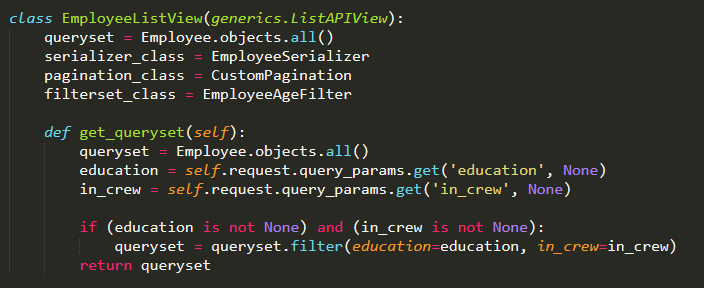 class EmployeeListView(generics.ListAPIView):
    queryset = Employee.objects.all()
    serializer_class = EmployeeSerializer
    pagination_class = CustomPagination
    filterset_class = EmployeeAgeFilter

    def get_queryset(self):
        queryset = Employee.objects.all()
        education = self.request.query_params.get('education', None)
        in_crew = self.request.query_params.get('in_crew', None)

        if (education is not None) and (in_crew is not None):
            queryset = queryset.filter(education=education, in_crew=in_crew)
        return queryset